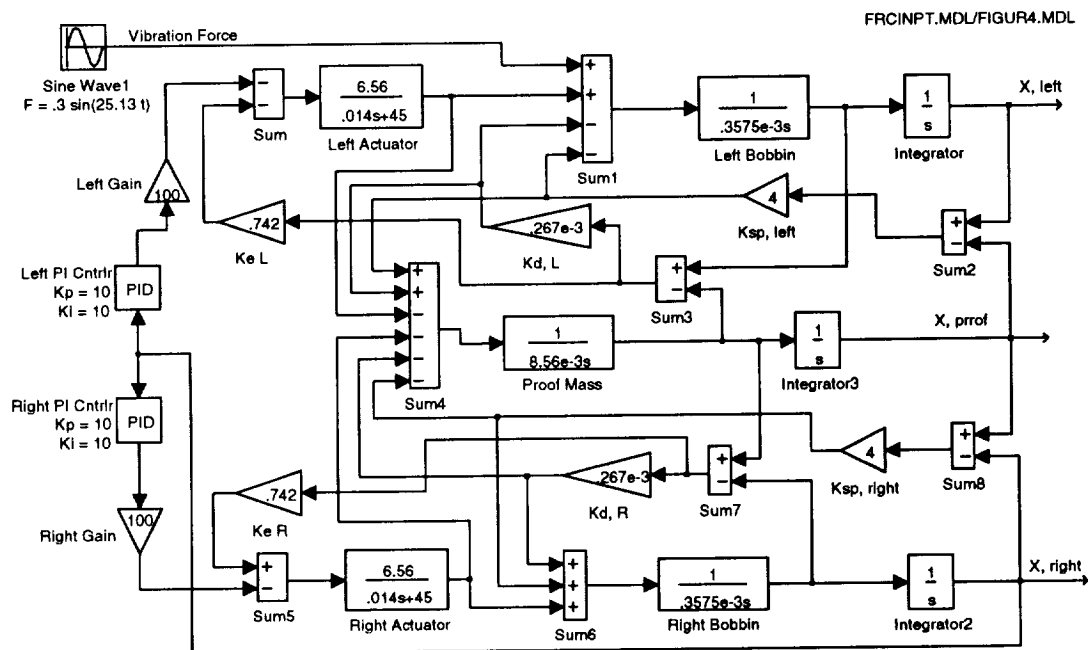 FRCINPT.MDL/FIGUR4.MDL
Vibration Force
Sine Wave1
F = .3 sin(25.13 t)
−
−
Sum
6.56
.014s+45
Left Actuator
+
+
−
−
Sum1
1
.3575e-3s
Left Bobbin
1
s
Integrator
X, left
Left Gain
100
.742
Ke L
.267e-3
Kd, L
4
Ksp, left
+
−
Sum2
Left PI Cntrlr
Kp = 10
Ki = 10
PID
+
−
Sum3
+
+
−
−
−
−
Sum4
1
8.56e-3s
Proof Mass
1
s
Integrator3
X, prrof
Right PI Cntrlr
Kp = 10
Ki = 10
PID
4
Ksp, right
+
−
Sum8
.742
Ke R
.267e-3
Kd, R
+
−
Sum7
Right Gain
100
+
−
Sum5
6.56
.014s+45
Right Actuator
+
+
+
Sum6
1
.3575e-3s
Right Bobbin
1
s
Integrator2
X, right